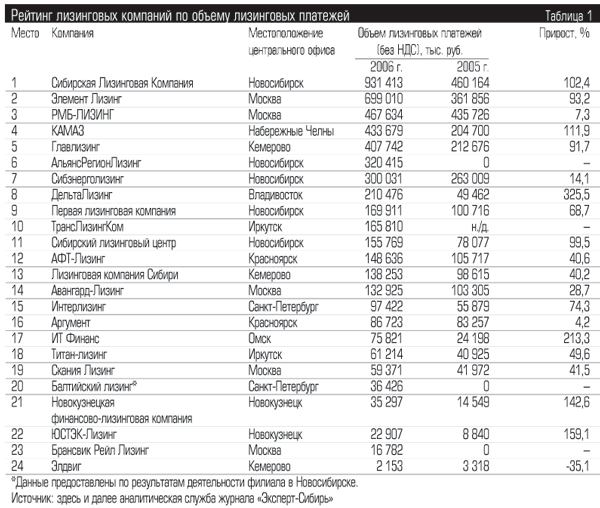 Рейтинг лизинговых компаний по объему лизинговых платежей Таблица 1
Место Компания Местоположение Объем лизинговых платежей Прирост, %
центрального офиса (без НДС), тыс. руб.
2006 г. 2005 г.
1 Сибирская Лизинговая Компания Новосибирск 931 413 460 164 102,4
2 Элемент Лизинг Москва 699 010 361 856 93,2
3 РМБ-ЛИЗИНГ Москва 467 634 435 726 7,3
4 КАМАЗ Набережные Челны 433 679 204 700 111,9
5 Главлизинг Кемерово 407 742 212 676 91,7
6 АльянсРегионЛизинг Новосибирск 320 415 0 –
7 Сибэнерголизинг Новосибирск 300 031 263 009 14,1
8 ДельтаЛизинг Владивосток 210 476 49 462 325,5
9 Первая лизинговая компания Новосибирск 169 911 100 716 68,7
10 ТрансЛизингКом Иркутск 165 810 н./д. –
11 Сибирский лизинговый центр Новосибирск 155 769 78 077 99,5
12 АФТ-Лизинг Красноярск 148 636 105 717 40,6
13 Лизинговая компания Сибири Кемерово 138 253 98 615 40,2
14 Авангард-Лизинг Москва 132 925 103 305 28,7
15 Интерлизинг Санкт-Петербург 97 422 55 879 74,3
16 Аргумент Красноярск 86 723 83 257 4,2
17 ИТ Финанс Омск 75 821 24 198 213,3
18 Титан-лизинг Иркутск 61 214 40 925 49,6
19 Скания Лизинг Москва 59 371 41 972 41,5
20 Балтийский лизинг* Санкт-Петербург 36 426 0 –
21 Новокузнецкая Новокузнецк 35 297 14 549 142,6
финансово-лизинговая компания
22 ЮСТЭК-Лизинг Новокузнецк 22 907 8 840 159,1
23 Брансвик Рейл Лизинг Москва 16 782 0 –
24 Элдвиг Кемерово 2 153 3 318 -35,1
*Данные предоставлены по результатам деятельности филиала в Новосибирске.
Источник: здесь и далее аналитическая служба журнала «Эксперт-Сибирь»